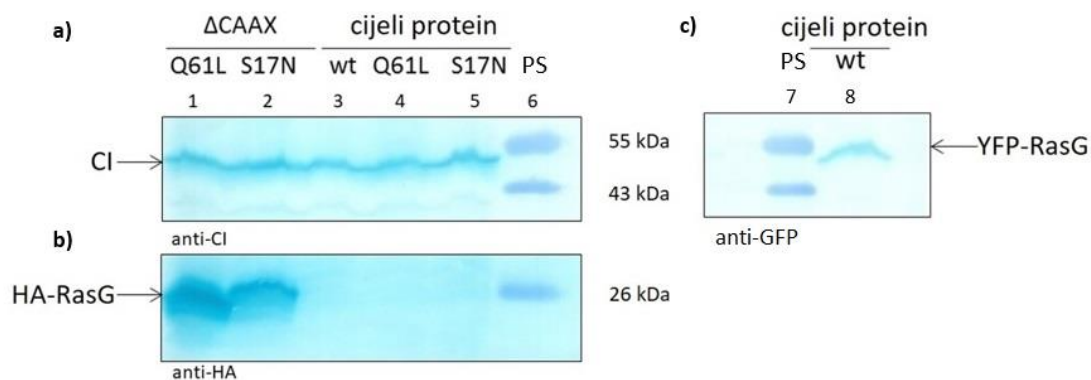 a)
ΔCAAX cijeli protein
Q61L S17N wt Q61L S17N PS
1 2 3 4 5 6
CI
55 kDa
43 kDa
anti-CI
b)
HA-RasG
26 kDa
anti-HA
c)
cijeli protein
PS wt
7 8
YFP-RasG
anti-GFP